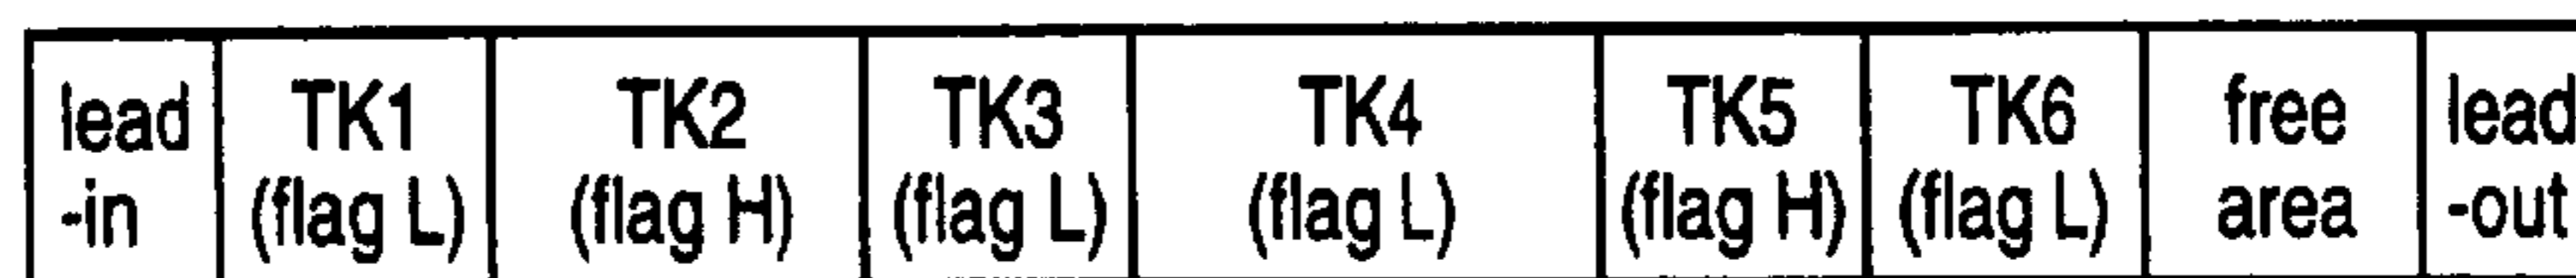 lead
-in
TK1
(flag L)
TK2
(flag H)
TK3
(flag L)
TK4
(flag L)
TK5
(flag H)
TK6
(flag L)
free
area
lead
-out